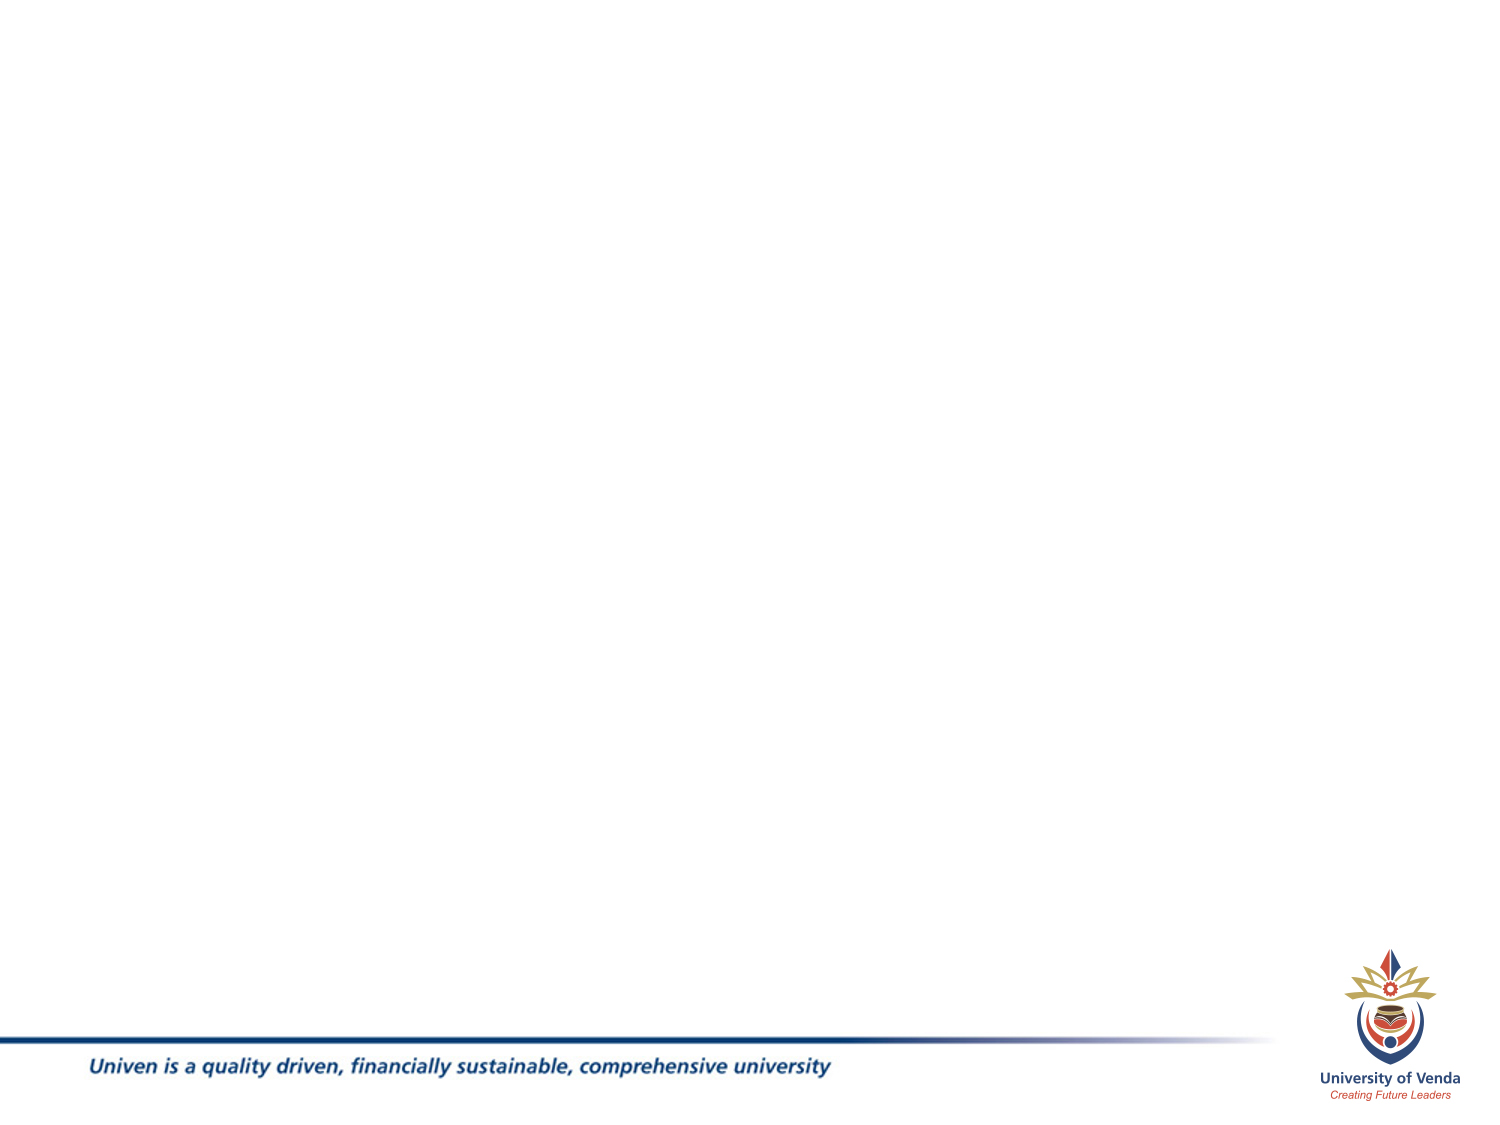 Univen is a quality driven, financially sustainable, comprehensive university
University of Venda
Creating Future Leaders